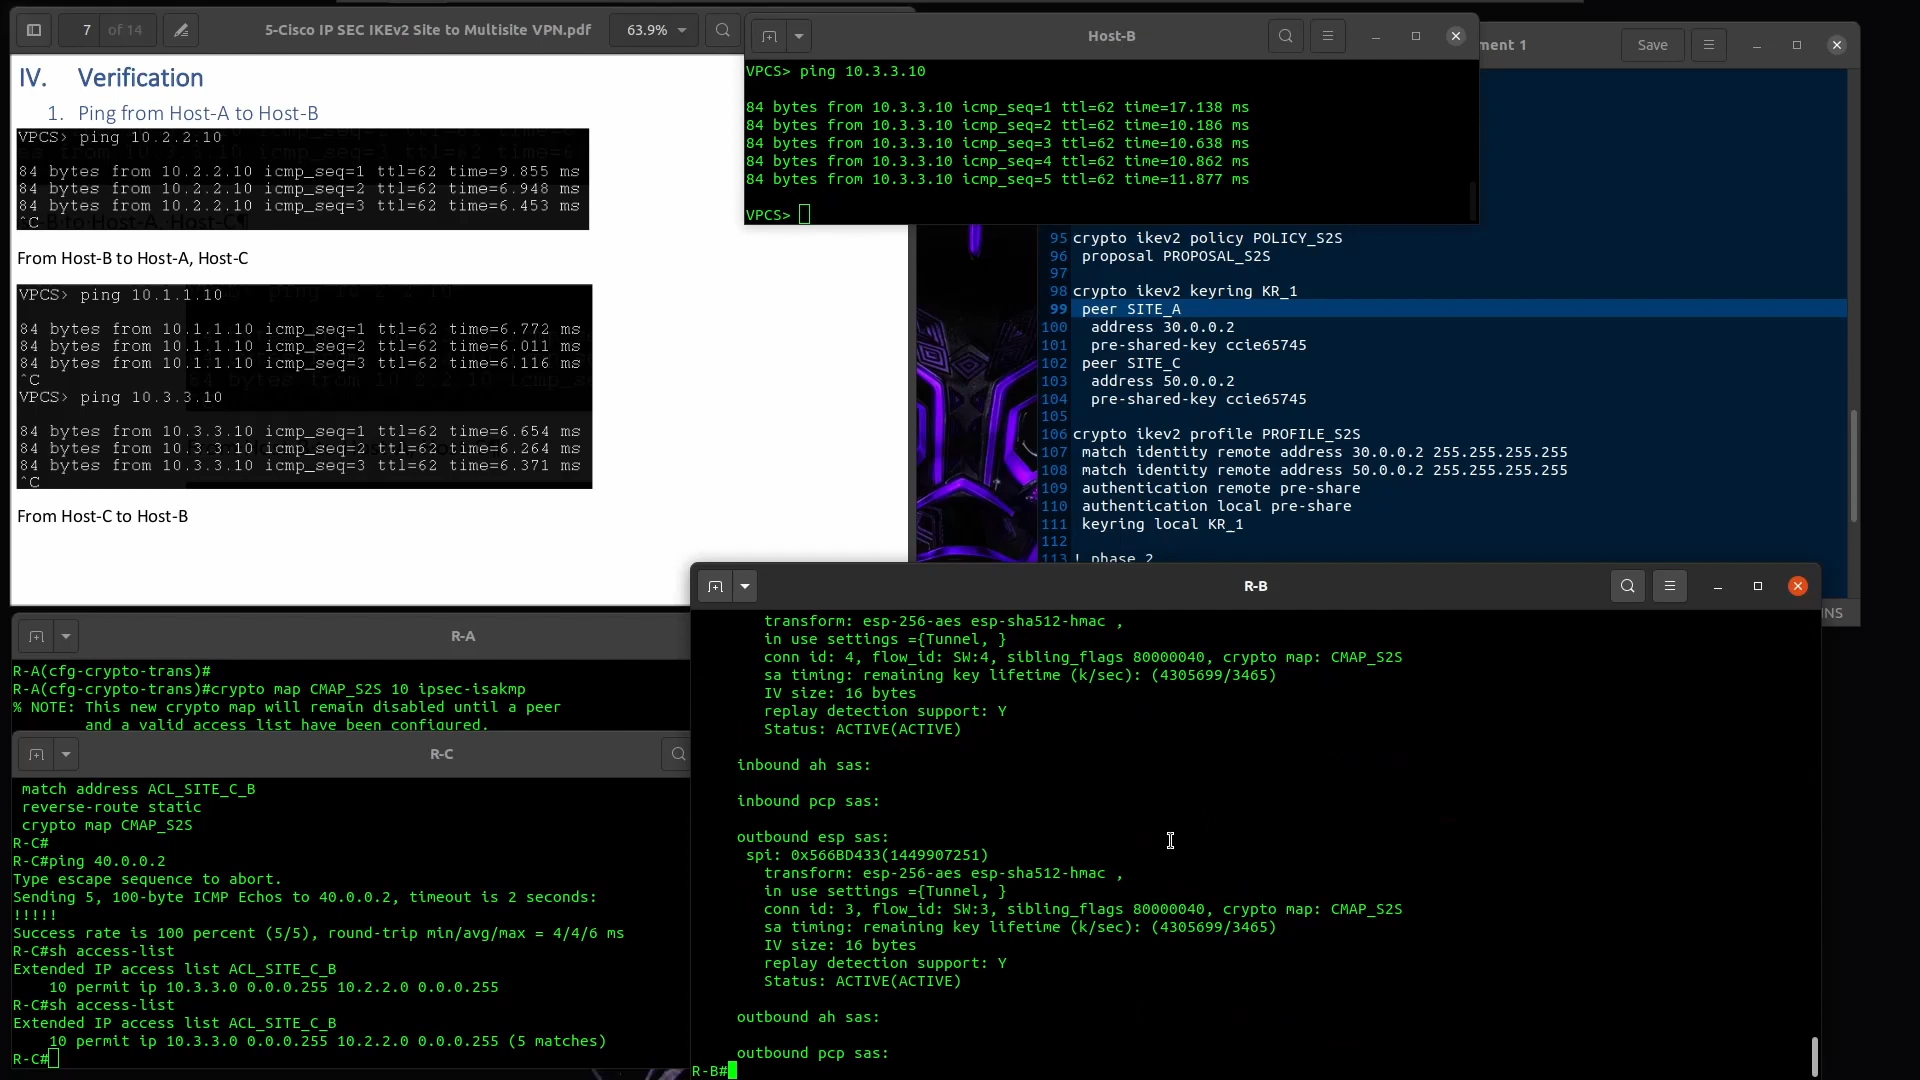 7 of 14
5-Cisco IP SEC IKEv2 Site to Multisite VPN.pdf
63.9%
IV. Verification
1. Ping from Host-A to Host-B
VPCS> ping 10.2.2.10
84 bytes from 10.2.2.10 icmp_seq=1 ttl=62 time=9.855 ms
84 bytes from 10.2.2.10 icmp_seq=2 ttl=62 time=6.948 ms
84 bytes from 10.2.2.10 icmp_seq=3 ttl=62 time=6.453 ms
^C
From Host-B to Host-A, Host-C
VPCS> ping 10.1.1.10
84 bytes from 10.1.1.10 icmp_seq=1 ttl=62 time=6.772 ms
84 bytes from 10.1.1.10 icmp_seq=2 ttl=62 time=6.011 ms
84 bytes from 10.1.1.10 icmp_seq=3 ttl=62 time=6.116 ms
^C
VPCS> ping 10.3.3.10
84 bytes from 10.3.3.10 icmp_seq=1 ttl=62 time=6.654 ms
84 bytes from 10.3.3.10 icmp_seq=2 ttl=62 time=6.264 ms
84 bytes from 10.3.3.10 icmp_seq=3 ttl=62 time=6.371 ms
^C
From Host-C to Host-B
Host-B
VPCS> ping 10.3.3.10
84 bytes from 10.3.3.10 icmp_seq=1 ttl=62 time=17.138 ms
84 bytes from 10.3.3.10 icmp_seq=2 ttl=62 time=10.186 ms
84 bytes from 10.3.3.10 icmp_seq=3 ttl=62 time=10.638 ms
84 bytes from 10.3.3.10 icmp_seq=4 ttl=62 time=10.862 ms
84 bytes from 10.3.3.10 icmp_seq=5 ttl=62 time=11.877 ms
VPCS>
ment 1
Save
95 crypto ikev2 policy POLICY_S2S
96  proposal PROPOSAL_S2S
97
98 crypto ikev2 keyring KR_1
99  peer SITE_A
100   address 30.0.0.2
101   pre-shared-key ccie65745
102  peer SITE_C
103   address 50.0.0.2
104   pre-shared-key ccie65745
105
106 crypto ikev2 profile PROFILE_S2S
107  match identity remote address 30.0.0.2 255.255.255.255
108  match identity remote address 50.0.0.2 255.255.255.255
109  authentication remote pre-share
110  authentication local pre-share
111  keyring local KR_1
112
113 ! phase 2
INS
R-A
R-A(cfg-crypto-trans)#
R-A(cfg-crypto-trans)#crypto map CMAP_S2S 10 ipsec-isakmp
% NOTE: This new crypto map will remain disabled until a peer
and a valid access list have been configured.
R-C
match address ACL_SITE_C_B
reverse-route static
crypto map CMAP_S2S
R-C#
R-C#ping 40.0.0.2
Type escape sequence to abort.
Sending 5, 100-byte ICMP Echos to 40.0.0.2, timeout is 2 seconds:
!!!!!
Success rate is 100 percent (5/5), round-trip min/avg/max = 4/4/6 ms
R-C#sh access-list
Extended IP access list ACL_SITE_C_B
10 permit ip 10.3.3.0 0.0.0.255 10.2.2.0 0.0.0.255
R-C#sh access-list
Extended IP access list ACL_SITE_C_B
10 permit ip 10.3.3.0 0.0.0.255 10.2.2.0 0.0.0.255 (5 matches)
R-C#
R-B
transform: esp-256-aes esp-sha512-hmac ,
in use settings ={Tunnel, }
conn id: 4, flow_id: SW:4, sibling_flags 80000040, crypto map: CMAP_S2S
sa timing: remaining key lifetime (k/sec): (4305699/3465)
IV size: 16 bytes
replay detection support: Y
Status: ACTIVE(ACTIVE)
inbound ah sas:
inbound pcp sas:
outbound esp sas:
spi: 0x566BD433(1449907251)
transform: esp-256-aes esp-sha512-hmac ,
in use settings ={Tunnel, }
conn id: 3, flow_id: SW:3, sibling_flags 80000040, crypto map: CMAP_S2S
sa timing: remaining key lifetime (k/sec): (4305699/3465)
IV size: 16 bytes
replay detection support: Y
Status: ACTIVE(ACTIVE)
outbound ah sas:
outbound pcp sas:
R-B#